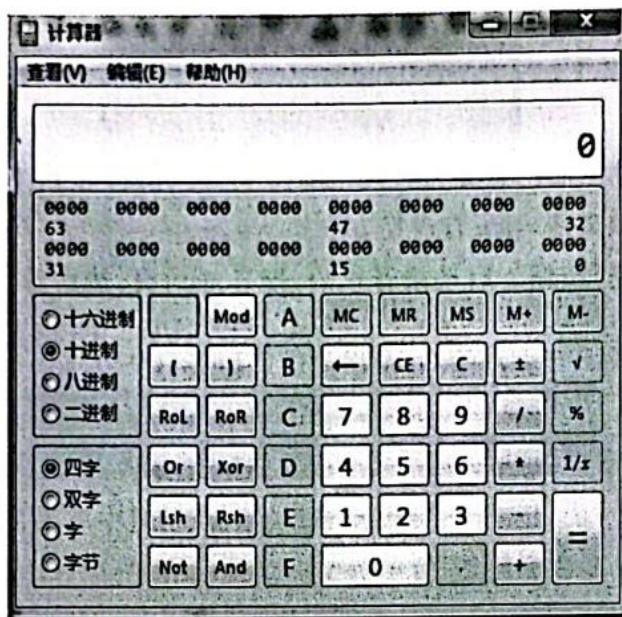 计算器
查看(V) 编辑(E) 帮助(H)
0
0000 0000 0000 0000 0000 0000 0000 0000
63 47 32
0000 0000 0000 0000 0000 0000 0000 0000
31 15 0
十六进制 Mod A MC MR MS M+ M-
十进制 ( ) B ← CE C ± √
八进制
二进制 RoL RoR C 7 8 9 / %
四字 Or Xor D 4 5 6 * 1/x
双字
字 Lsh Rsh E 1 2 3 =
字节 Not And F 0 . +